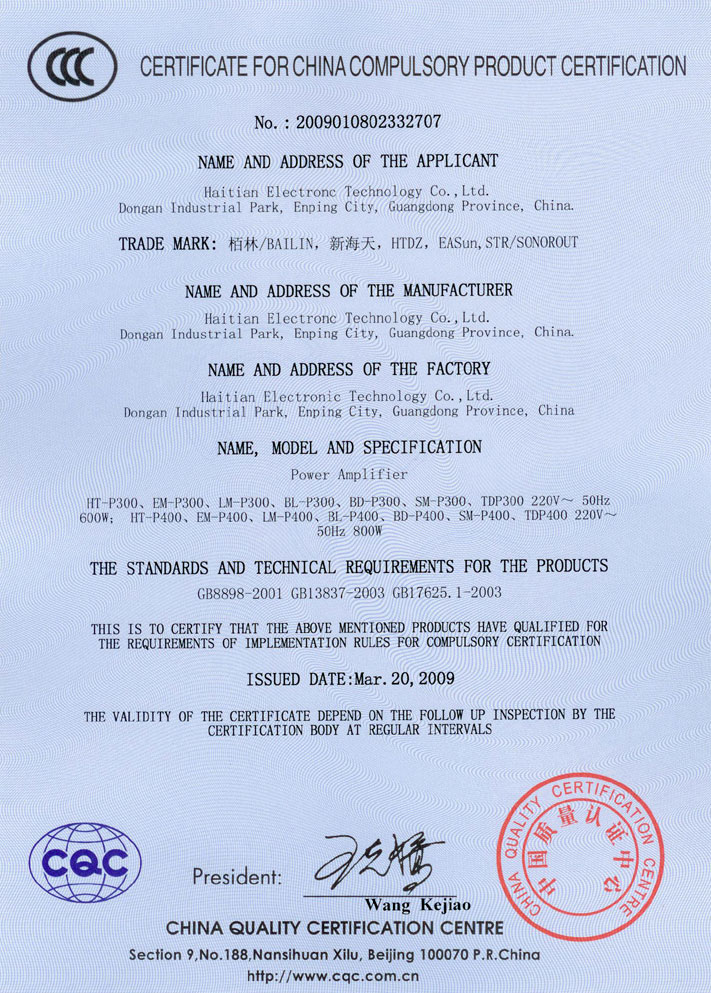 CCC
CERTIFICATE FOR CHINA COMPULSORY PRODUCT CERTIFICATION
No. : 2009010802332707
NAME AND ADDRESS OF THE APPLICANT
Haitian Electronc Technology Co.,Ltd.
Dongan Industrial Park, Enping City, Guangdong Province, China.
TRADE MARK: 栢林/BAILIN, 新海天, HTDZ, EASun, STR/SONOROUT
NAME AND ADDRESS OF THE MANUFACTURER
Haitian Electronc Technology Co.,Ltd.
Dongan Industrial Park, Enping City, Guangdong Province, China.
NAME AND ADDRESS OF THE FACTORY
Haitian Electronic Technology Co.,Ltd.
Dongan Industrial Park, Enping City, Guangdong Province, China
NAME, MODEL AND SPECIFICATION
Power Amplifier
HT-P300、EM-P300、LM-P300、BL-P300、BD-P300、SM-P300、TDP300 220V~ 50Hz
600W; HT-P400、EM-P400、LM-P400、BL-P400、BD-P400、SM-P400、TDP400 220V~
50Hz 800W
THE STANDARDS AND TECHNICAL REQUIREMENTS FOR THE PRODUCTS
GB8898-2001 GB13837-2003 GB17625.1-2003
THIS IS TO CERTIFY THAT THE ABOVE MENTIONED PRODUCTS HAVE QUALIFIED FOR
THE REQUIREMENTS OF IMPLEMENTATION RULES FOR COMPULSORY CERTIFICATION
ISSUED DATE:Mar.20,2009
THE VALIDITY OF THE CERTIFICATE DEPEND ON THE FOLLOW UP INSPECTION BY THE
CERTIFICATION BODY AT REGULAR INTERVALS
CHINA QUALITY CERTIFICATION CENTRE
中国质量认证中心
CQC
President:
Wang Kejiao
CHINA QUALITY CERTIFICATION CENTRE
Section 9,No.188,Nansihuan Xilu, Beijing 100070 P.R.China
http://www.cqc.com.cn